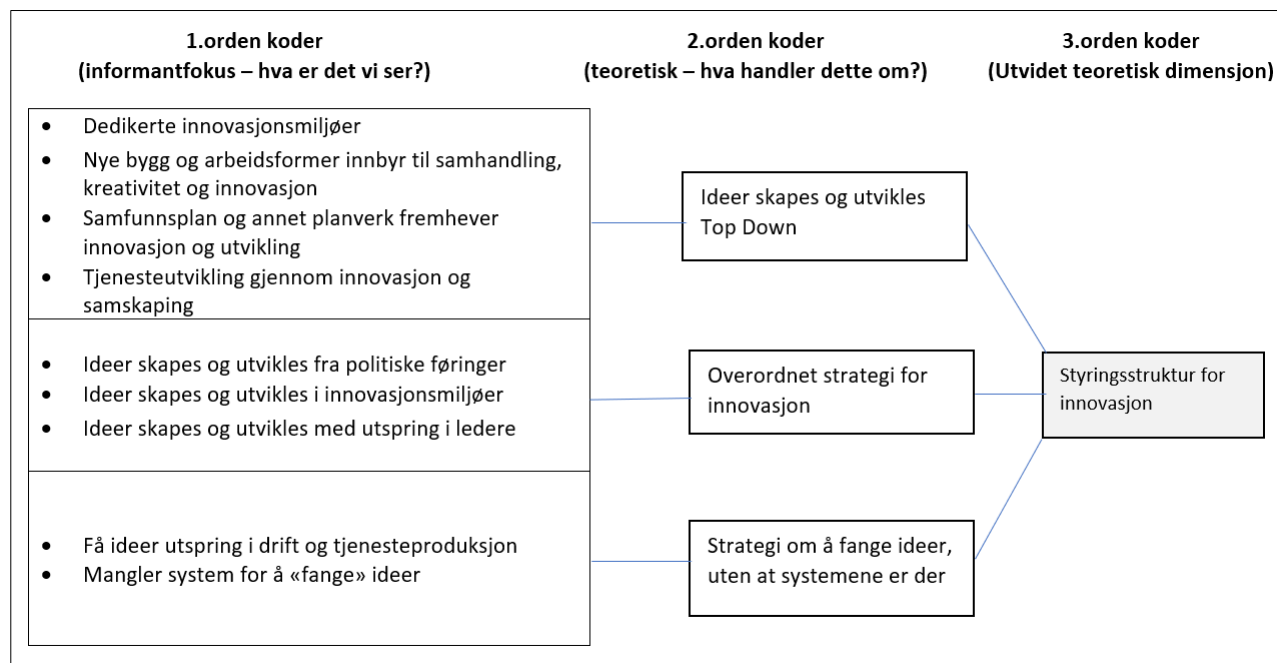 1.orden koder
(informantfokus – hva er det vi ser?)
2.orden koder
(teoretisk – hva handler dette om?)
3.orden koder
(Utvidet teoretisk dimensjon)
• Dedikerte innovasjonsmiljøer
• Nye bygg og arbeidsformer innbyr til samhandling,
kreativitet og innovasjon
• Samfunnsplan og annet planverk fremhever
innovasjon og utvikling
• Tjenesteutvikling gjennom innovasjon og
samskaping
Ideer skapes og utvikles
Top Down
• Ideer skapes og utvikles fra politiske føringer
• Ideer skapes og utvikles i innovasjonsmiljøer
• Ideer skapes og utvikles med utspring i ledere
Overordnet strategi for
innovasjon
Styringsstruktur for
innovasjon
• Få ideer utspring i drift og tjenesteproduksjon
• Mangler system for å «fange» ideer
Strategi om å fange ideer,
uten at systemene er der